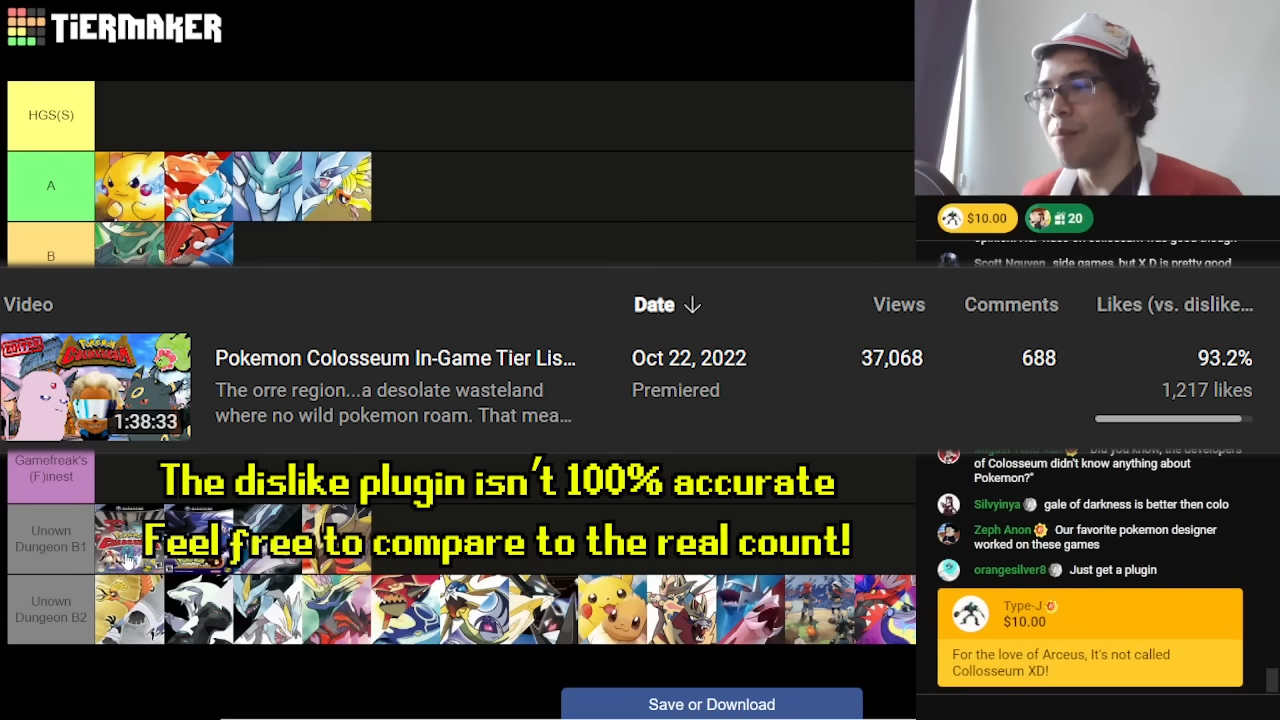 TiERMAKER
HGS(S)
A
B
$10.00
20
Scott Nguyen side games, but X D is pretty good
Video
Date ↓
Views
Comments
Likes (vs. dislike…
1:38:33
Pokemon Colosseum In-Game Tier Lis…
The orre region...a desolate wasteland
where no wild pokemon roam. That mea…
Oct 22, 2022
Premiered
37,068
688
93.2%
1,217 likes
Gamefreak's
(F)inest
The dislike plugin isn't 100% accurate
Feel free to compare to the real count!
Unown
Dungeon B1
Unown
Dungeon B2
Did you know, the developers
of Colosseum didn't know anything about
Pokemon?"
Silvyinya gale of darkness is better then colo
Zeph Anon Our favorite pokemon designer
worked on these games
orangesilver8 Just get a plugin
Type-J
$10.00
For the love of Arceus, It's not called
Collosseum XD!
Save or Download